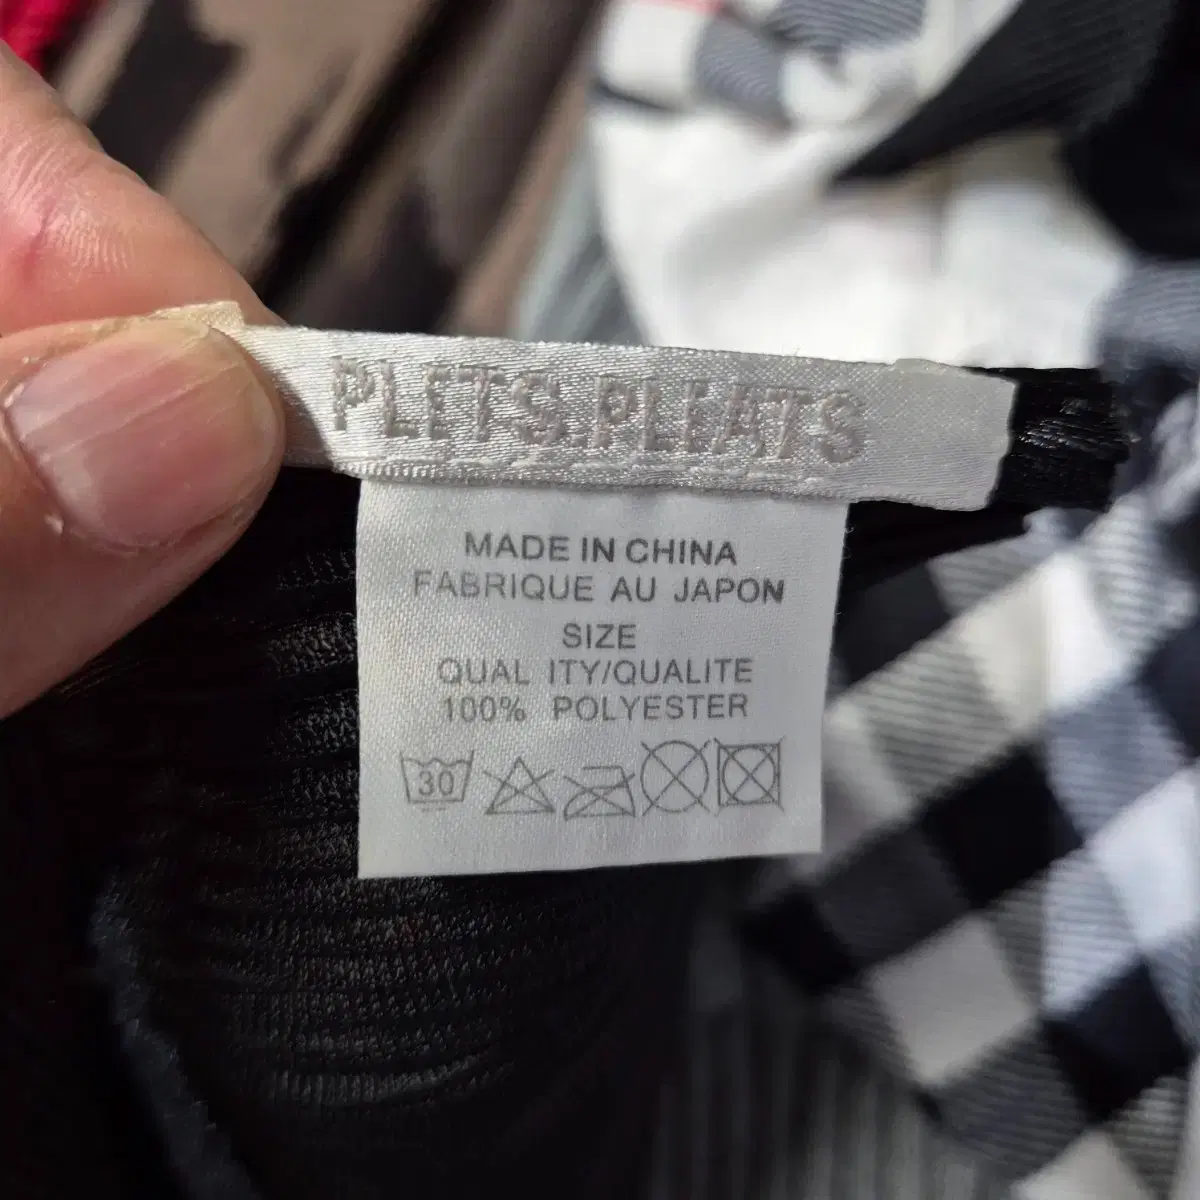 PLETS.PLEATS
MADE IN CHINA
FABRIQUE AU JAPON
SIZE
QUAL ITY/QUALITE
100% POLYESTER
30